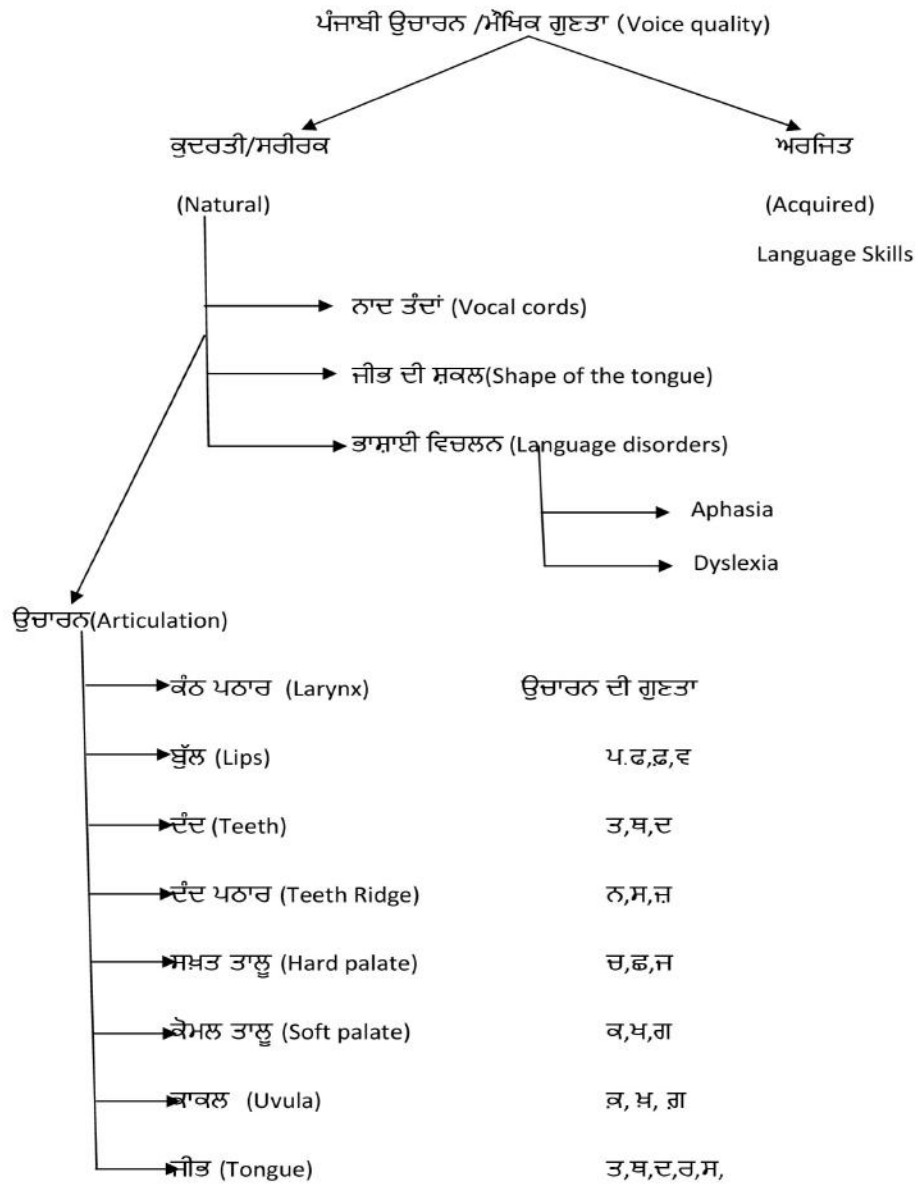 ਪੰਜਾਬੀ ਉਚਾਰਨ /ਮੌਖਿਕ ਗੁਣਤਾ (Voice quality)
ਕੁਦਰਤੀ/ਸਰੀਰਕ ਅਰਜਿਤ
(Natural) (Acquired)
Language Skills
ਨਾਦ ਤੰਦਾਂ (Vocal cords)
ਜੀਭ ਦੀ ਸ਼ਕਲ(Shape of the tongue)
ਭਾਸ਼ਾਈ ਵਿਚਲਨ (Language disorders)
Aphasia
Dyslexia
ਉਚਾਰਨ(Articulation)
ਕੰਠ ਪਠਾਰ (Larynx) ਉਚਾਰਨ ਦੀ ਗੁਣਤਾ
ਬੁੱਲ (Lips) ਪ.ਫ,ਫ਼,ਵ
ਦੰਦ (Teeth) ਤ,ਥ,ਦ
ਦੰਦ ਪਠਾਰ (Teeth Ridge) ਨ,ਸ,ਜ਼
ਸਖ਼ਤ ਤਾਲੂ (Hard palate) ਚ,ਛ,ਜ
ਕੋਮਲ ਤਾਲੂ (Soft palate) ਕ,ਖ,ਗ
ਕਾਕਲ (Uvula) ਕ਼, ਖ਼, ਗ਼
ਜੀਭ (Tongue) ਤ,ਥ,ਦ,ਰ,ਸ,